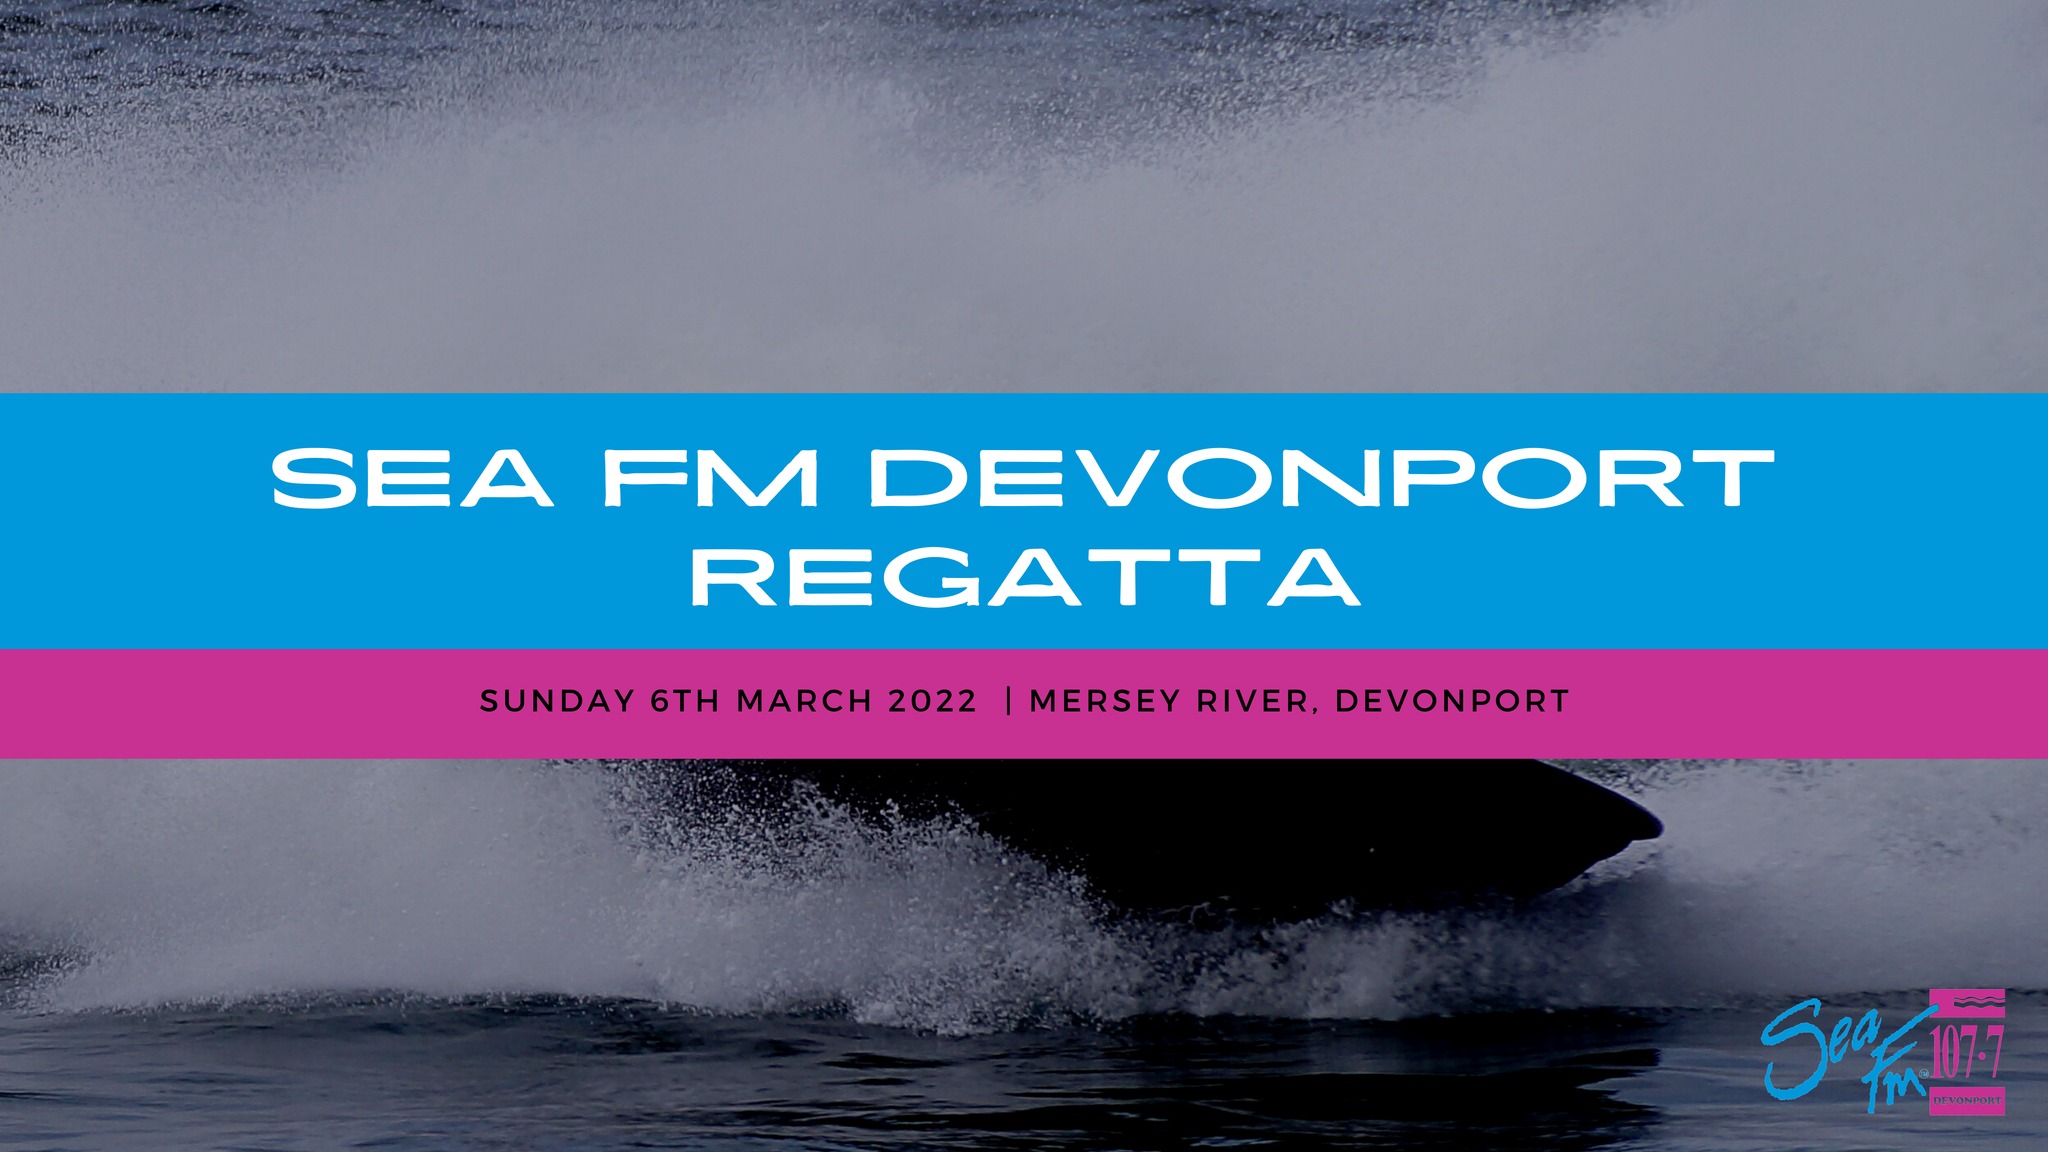 SEA FM DEVONPORT
REGATTA
SUNDAY 6TH MARCH 2022 | MERSEY RIVER, DEVONPORT
Sea
Fm
107.7
DEVONPORT